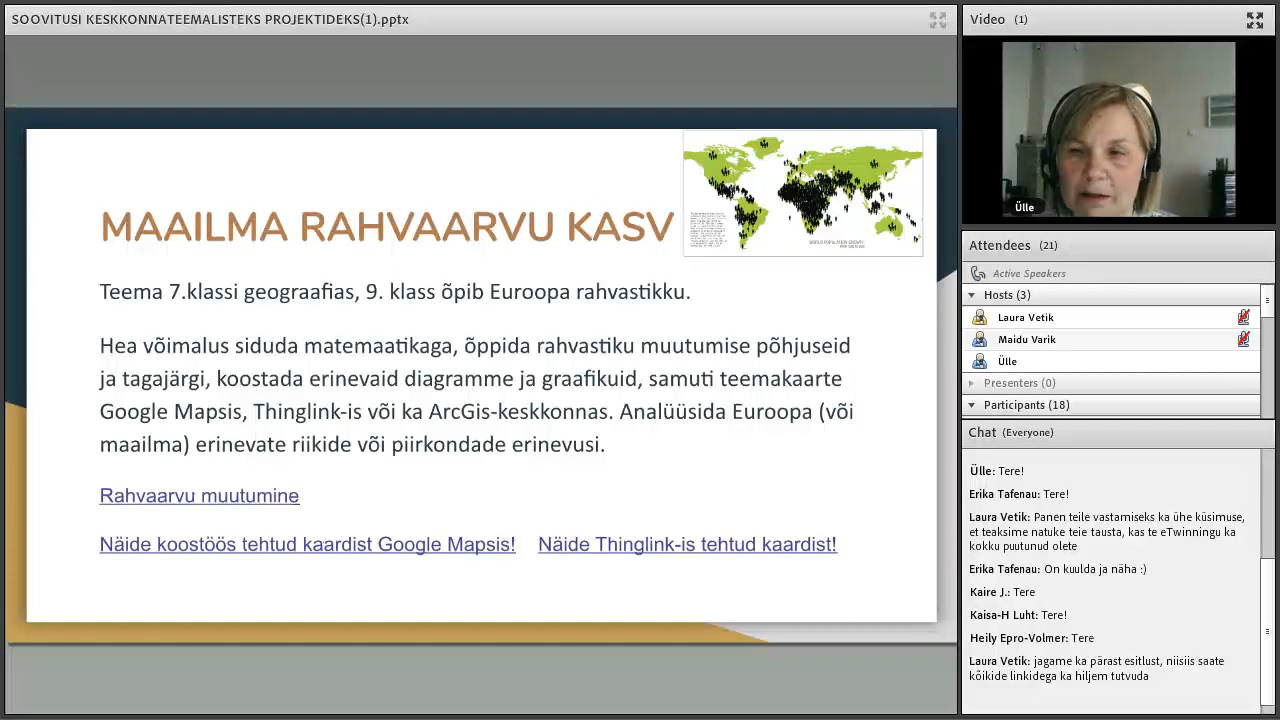 SOOVITUSI KESKKONNATEEMALISTEKS PROJEKTIDEKS(1).pptx
MAAILMA RAHVAARVU KASV
WORLD POPULATION GROWTH
Teema 7.klassi geograafias, 9. klass õpib Euroopa rahvastikku.
Hea võimalus siduda matemaatikaga, õppida rahvastiku muutumise põhjuseid
ja tagajärgi, koostada erinevaid diagramme ja graafikuid, samuti teemakaarte
Google Mapsis, Thinglink-is või ka ArcGis-keskkonnas. Analüüsida Euroopa (või
maailma) erinevate riikide või piirkondade erinevusi.
Rahvaarvu muutumine
Näide koostöös tehtud kaardist Google Mapsis! Näide Thinglink-is tehtud kaardist!
Video (1)
Ülle
Attendees (21)
Active Speakers
Hosts (3)
Laura Vetik
Maidu Varik
Ülle
Presenters (0)
Participants (18)
Chat (Everyone)
Ülle: Tere!
Erika Tafenau: Tere!
Laura Vetik: Panen teile vastamiseks ka ühe küsimuse,
et teaksime natuke teie tausta, kas te eTwinningu ka
kokku puutunud olete
Erika Tafenau: On kuulda ja näha :)
Kaire J.: Tere
Kaisa-H Luht: Tere!
Heily Epro-Volmer: Tere
Laura Vetik: jagame ka pärast esitlust, niisiis saate
kõikide linkidega ka hiljem tutvuda